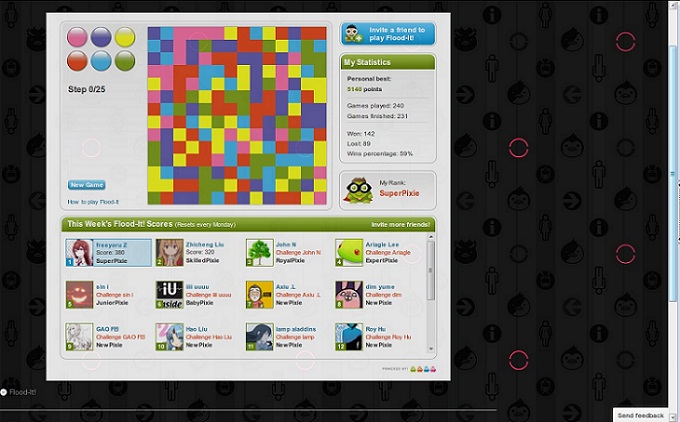 Invite a friend to
play Flood-It!
Step 0/25
My Statistics
Personal best:
points
Games played: 240
Games finished: 231
Won: 142
Lost: 89
Wins percentage: 59%
New Game
How to play Flood-It
My Rank:
SuperPixie
This Week's Flood-It! Scores (Resets every Monday)
Invite more friends!
1
Score: 380
SuperPixie
2
Zhicheng Liu
Score: 320
SkilledPixie
3
John N
Challenge John N
RoyalPixie
4
Ariagle Lee
Challenge Ariagle
ExpertPixie
5
sin i
Challenge sin i
JuniorPixie
6
iU
inside
iiii uuuu
Challenge iiii uuuu
BabyPixie
7
Axiu .L
Challenge Axiu .L
NewPixie
8
dim yume
Challenge dim
NewPixie
9
GAO FEI
Challenge GAO FEI
NewPixie
10
Hao Liu
Challenge Hao Liu
NewPixie
11
lamp aladdins
Challenge lamp
NewPixie
12
Roy Hu
Challenge Roy Hu
NewPixie
POWERED BY:
Flood-It!
Send feedback